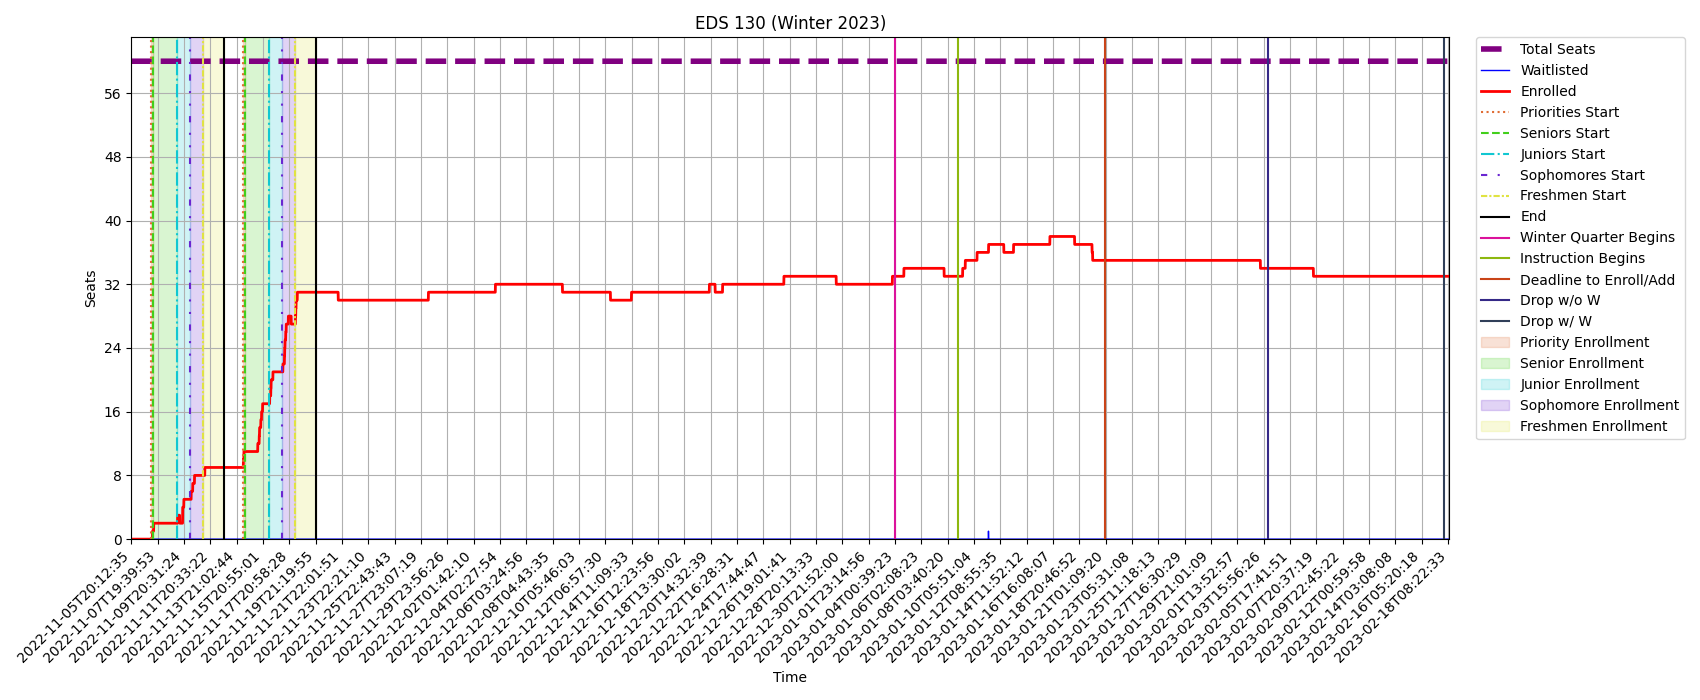 EDS 130 (Winter 2023)
Seats
56
48
40
32
24
16
8
0
2022-11-05T20:12:35
2022-11-07T19:39:53
2022-11-09T20:31:24
2022-11-11T20:33:22
2022-11-13T21:02:44
2022-11-15T20:55:01
2022-11-17T20:58:29
2022-11-19T21:19:55
2022-11-21T22:01:51
2022-11-23T22:21:10
2022-11-25T22:43:43
2022-11-27T23:07:19
2022-11-29T23:56:26
2022-12-02T01:42:10
2022-12-04T02:27:54
2022-12-06T03:24:56
2022-12-08T04:43:35
2022-12-10T05:46:03
2022-12-12T06:57:30
2022-12-14T11:09:33
2022-12-16T12:23:56
2022-12-18T13:30:02
2022-12-20T14:32:39
2022-12-22T16:28:31
2022-12-24T17:44:47
2022-12-26T19:01:41
2022-12-28T20:13:33
2022-12-30T21:52:00
2023-01-01T23:14:56
2023-01-04T00:39:23
2023-01-06T02:08:23
2023-01-08T03:40:20
2023-01-10T05:51:04
2023-01-12T08:55:35
2023-01-14T11:52:12
2023-01-16T16:08:07
2023-01-18T20:46:52
2023-01-21T01:09:20
2023-01-23T05:31:08
2023-01-25T11:18:13
2023-01-27T16:30:29
2023-01-29T21:01:09
2023-02-01T13:52:57
2023-02-03T15:56:26
2023-02-05T17:41:51
2023-02-07T20:37:19
2023-02-09T22:45:22
2023-02-12T00:59:58
2023-02-14T03:08:08
2023-02-16T05:20:18
2023-02-18T08:22:33
Time
Total Seats
Waitlisted
Enrolled
Priorities Start
Seniors Start
Juniors Start
Sophomores Start
Freshmen Start
End
Winter Quarter Begins
Instruction Begins
Deadline to Enroll/Add
Drop w/o W
Drop w/ W
Priority Enrollment
Senior Enrollment
Junior Enrollment
Sophomore Enrollment
Freshmen Enrollment